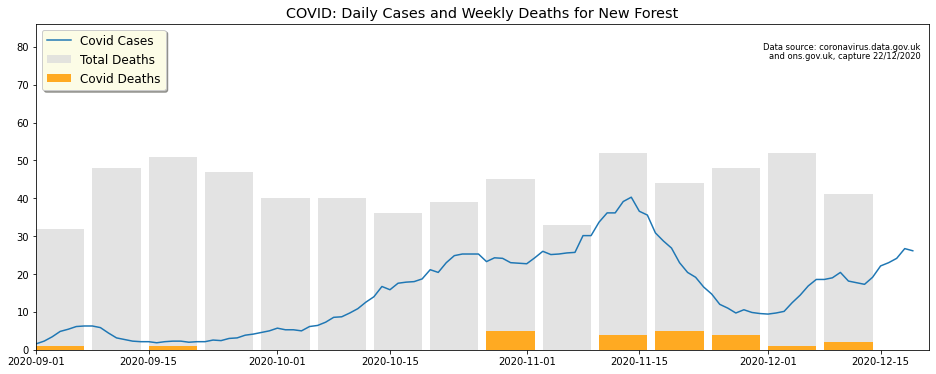 COVID: Daily Cases and Weekly Deaths for New Forest
Covid Cases
Total Deaths
Covid Deaths
Data source: coronavirus.data.gov.uk
and ons.gov.uk, capture 22/12/2020
80
70
60
50
40
30
20
10
0
2020-09-01 2020-09-15 2020-10-01 2020-10-15 2020-11-01 2020-11-15 2020-12-01 2020-12-15